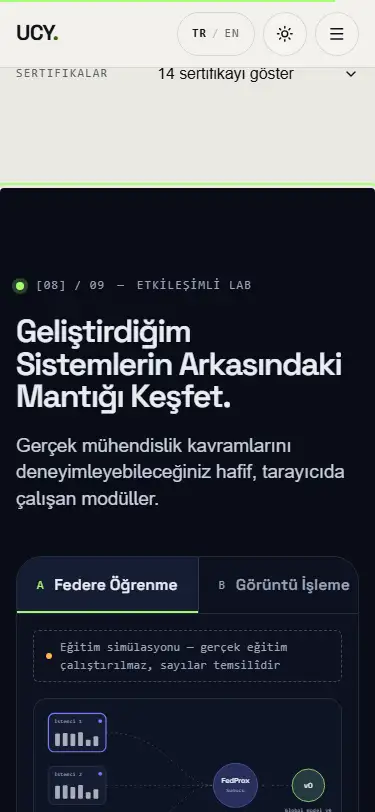 UCY.
TR / EN
SERTIFIKALAR
14 sertifikayı göster
[08] / 09 — ETKİLEŞİMLİ LAB
Geliştirdiğim
Sistemlerin Arkasındaki
Mantığı Keşfet.
Gerçek mühendislik kavramlarını
deneyimleyebileceğiniz hafif, tarayıcıda
çalışan modüller.
A Federe Öğrenme
B Görüntü İşleme
Eğitim simülasyonu — gerçek eğitim
çalıştırılmaz, sayılar temsilidir
İstemci 1
İstemci 2
FedProx
Sunucu
v0